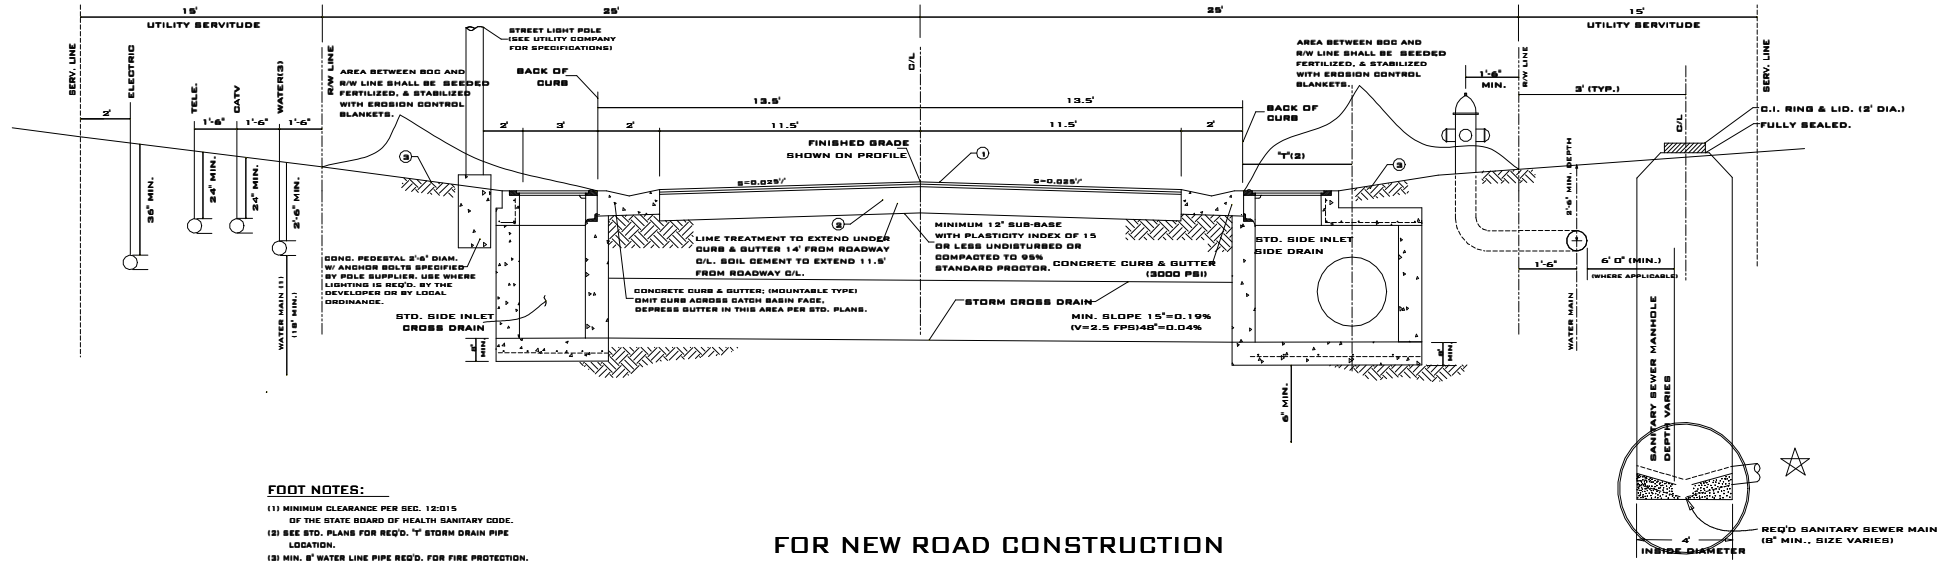 15'
25'
25'
15'
UTILITY SERVITUDE
UTILITY SERVITUDE
SERV. LINE
ELECTRIC
TELE.
CATV
WATER(3)
R/W LINE
2'
1'-6"
1'-6"
1'-6"
36" MIN.
24" MIN.
24" MIN.
2'-6" MIN.
WATER MAIN (1)
(18" MIN.)
STREET LIGHT POLE
(SEE UTILITY COMPANY
FOR SPECIFICATIONS)
AREA BETWEEN BOC AND
R/W LINE SHALL BE SEEDED
FERTILIZED, & STABILIZED
WITH EROSION CONTROL
BLANKETS.
BACK OF
CURB
C/L
13.5'
13.5'
2'
3'
2'
11.5'
11.5'
2'
FINISHED GRADE
SHOWN ON PROFILE
1
3
S=0.025'/'
S=0.025'/'
BACK OF
CURB
"T"(2)
3
AREA BETWEEN BOC AND
R/W LINE SHALL BE SEEDED
FERTILIZED, & STABILIZED
WITH EROSION CONTROL
BLANKETS.
1'-6"
MIN.
R/W LINE
3' (TYP.)
C/L
SERV. LINE
C.I. RING & LID. (2' DIA.)
FULLY SEALED.
2'-6" MIN. DEPTH
1'-6"
6' 0" (MIN.)
(WHERE APPLICABLE)
WATER MAIN
2
LIME TREATMENT TO EXTEND UNDER
CURB & GUTTER 14' FROM ROADWAY
C/L. SOIL CEMENT TO EXTEND 11.5'
FROM ROADWAY C/L.
MINIMUM 12" SUB-BASE
WITH PLASTICITY INDEX OF 15
OR LESS UNDISTURBED OR
COMPACTED TO 95%
STANDARD PROCTOR.
CONCRETE CURB & GUTTER
(3000 PSI)
STD. SIDE INLET
SIDE DRAIN
CONC. PEDESTAL 2'-6" DIAM.
W/ ANCHOR BOLTS SPECIFIED
BY POLE SUPPLIER. USE WHERE
LIGHTING IS REQ'D. BY THE
DEVELOPER OR BY LOCAL
ORDINANCE.
STD. SIDE INLET
CROSS DRAIN
CONCRETE CURB & GUTTER; (MOUNTABLE TYPE)
OMIT CURB ACROSS CATCH BASIN FACE,
DEPRESS GUTTER IN THIS AREA PER STD. PLANS.
STORM CROSS DRAIN
MIN. SLOPE 15"=0.19%
(V=2.5 FPS)48"=0.04%
8"
MIN.
8"
MIN
6" MIN.
SANITARY SEWER MANHOLE
DEPTH VARIES
REQ'D SANITARY SEWER MAIN
(8" MIN., SIZE VARIES)
4'
INSIDE DIAMETER
FOOT NOTES:
(1) MINIMUM CLEARANCE PER SEC. 12:015
OF THE STATE BOARD OF HEALTH SANITARY CODE.
(2) SEE STD. PLANS FOR REQ'D. "T" STORM DRAIN PIPE
LOCATION.
(3) MIN. 8" WATER LINE PIPE REQ'D. FOR FIRE PROTECTION.
FOR NEW ROAD CONSTRUCTION